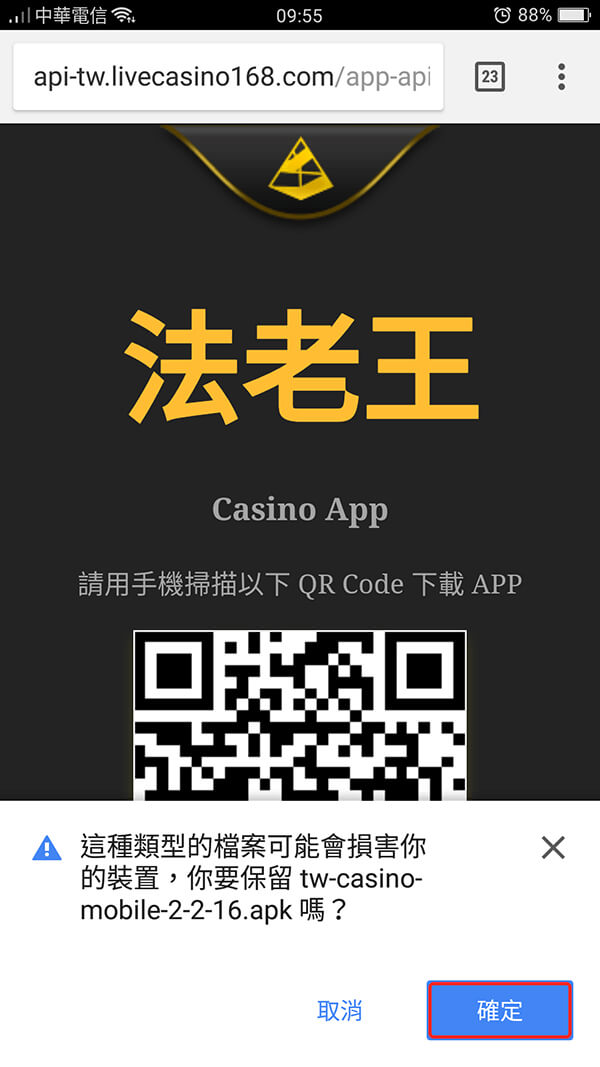 中華電信 09:55 88%
api-tw.livecasino168.com/app-api 23
法老王
Casino App
請用手機掃描以下 QR Code 下載 APP
這種類型的檔案可能會損害你
的裝置，你要保留 tw-casino-
mobile-2-2-16.apk 嗎？
取消 確定